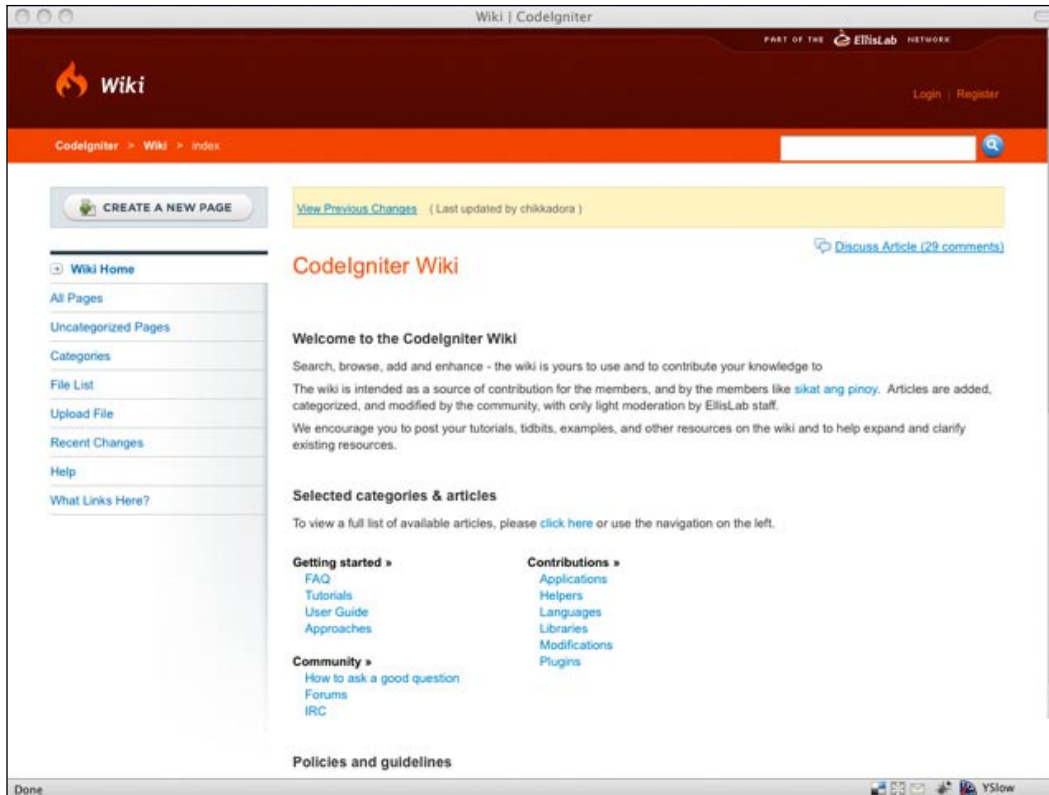 Wiki | CodeIgniter
PART OF THE EllisLab NETWORK
Wiki
Login | Register
CodeIgniter > Wiki > index
CREATE A NEW PAGE
View Previous Changes ( Last updated by chikkadora )
Discuss Article (29 comments)
Wiki Home
All Pages
Uncategorized Pages
Categories
File List
Upload File
Recent Changes
Help
What Links Here?
CodeIgniter Wiki
Welcome to the CodeIgniter Wiki
Search, browse, add and enhance - the wiki is yours to use and to contribute your knowledge to
The wiki is intended as a source of contribution for the members, and by the members like sikat ang pinoy. Articles are added,
categorized, and modified by the community, with only light moderation by EllisLab staff.
We encourage you to post your tutorials, tidbits, examples, and other resources on the wiki and to help expand and clarify
existing resources.
Selected categories & articles
To view a full list of available articles, please click here or use the navigation on the left.
Getting started »
FAQ
Tutorials
User Guide
Approaches
Community »
How to ask a good question
Forums
IRC
Contributions »
Applications
Helpers
Languages
Libraries
Modifications
Plugins
Policies and guidelines
Done
YSlow